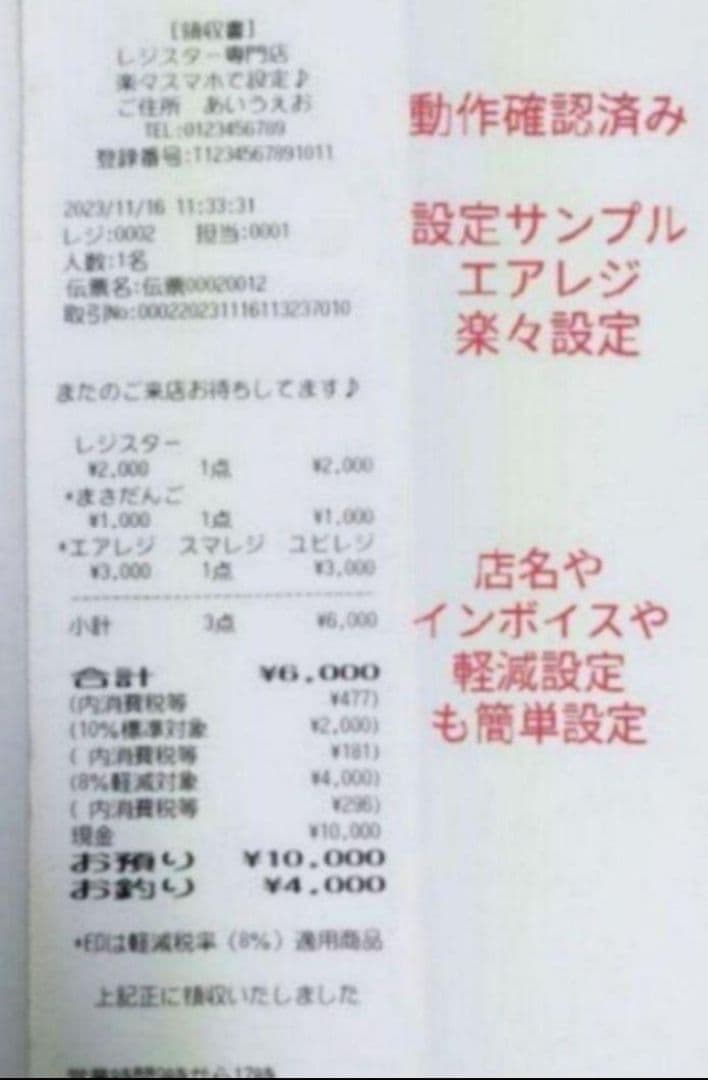 [領収書]
レジスター専門店
楽々スマホで設定♪
ご住所 あいうえお
TEL:0123456789
登録番号:T1234567891011
動作確認済み
2023/11/16 11:33:31
レジ:0002 担当:0001
人数:1名
伝票名:伝票00020012
取引No:000220231116113237010
設定サンプル
エアレジ
楽々設定
またのご来店お待ちしてます♪
レジスター
¥2,000 1点 ¥2,000
*まさだんご
¥1,000 1点 ¥1,000
*エアレジ スマレジ ユビレジ
¥3,000 1点 ¥3,000
小計 3点 ¥6,000
合計 ¥6,000
(内消費税等 ¥477)
(10%標準対象 ¥2,000)
( 内消費税等 ¥181)
(8%軽減対象 ¥4,000)
( 内消費税等 ¥296)
現金 ¥10,000
お預り ¥10,000
お釣り ¥4,000
店名や
インボイスや
軽減設定
も簡単設定
*印は軽減税率(8%)適用商品
上記正に領収いたしました